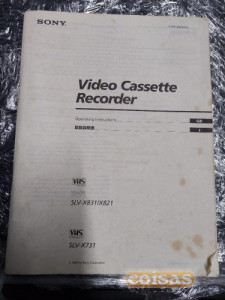 SONY
Video Cassette
Recorder
Operating Instructions
VHS
SLV-X831/X821
VHS
SLV-X731
coisas